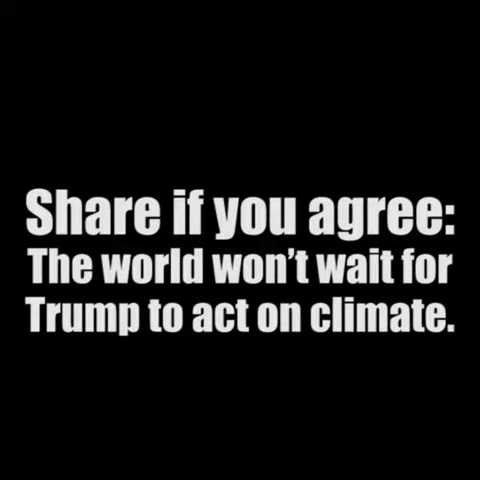 Share if you agree:
The world won't wait for
Trump to act on climate.